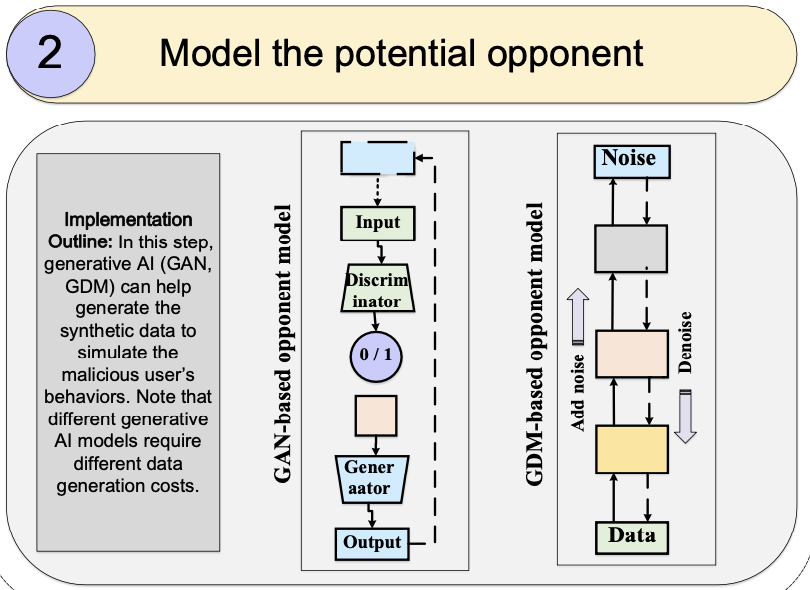 2
Model the potential opponent
Implementation
Outline: In this step,
generative AI (GAN,
GDM) can help
generate the
synthetic data to
simulate the
malicious user's
behaviors. Note that
different generative
AI models require
different data
generation costs.
GAN-based opponent model
Input
Discrim
inator
0 / 1
Gener
aator
Output
GDM-based opponent model
Noise
Add noise
Denoise
Data